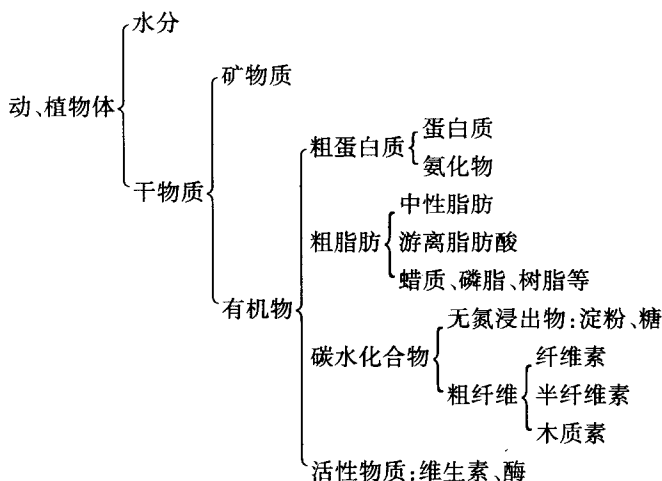 水分
矿物质
动、植物体
蛋白质
粗蛋白质
氨化物
干物质
中性脂肪
粗脂肪
游离脂肪酸
蜡质、磷脂、树脂等
有机物
无氮浸出物:淀粉、糖
碳水化合物
纤维素
粗纤维
半纤维素
木质素
活性物质:维生素、酶